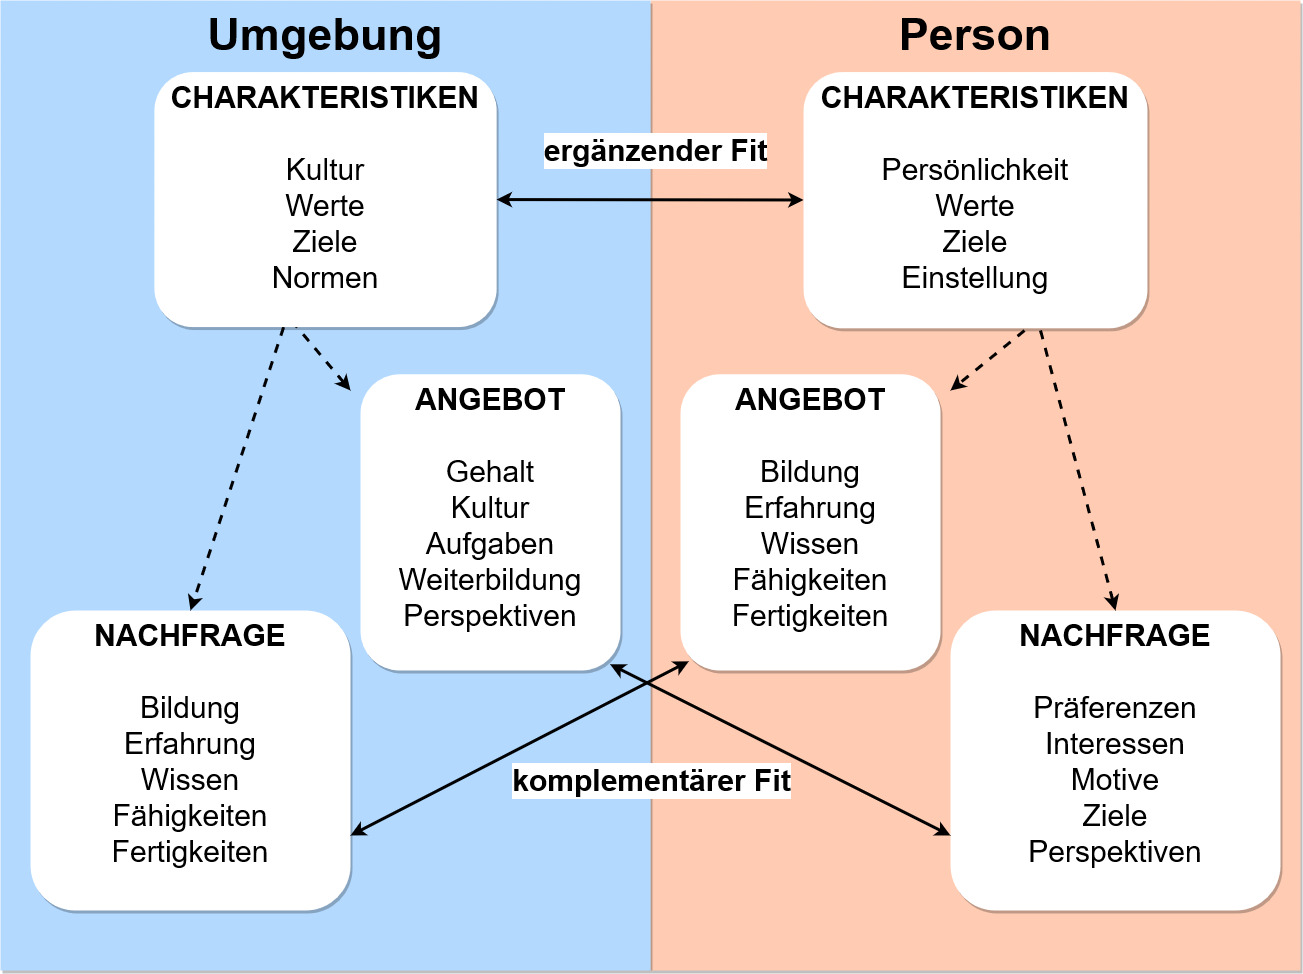 Umgebung
Person
CHARAKTERISTIKEN
Kultur
Werte
Ziele
Normen
ergänzender Fit
CHARAKTERISTIKEN
Persönlichkeit
Werte
Ziele
Einstellung
ANGEBOT
Gehalt
Kultur
Aufgaben
Weiterbildung
Perspektiven
ANGEBOT
Bildung
Erfahrung
Wissen
Fähigkeiten
Fertigkeiten
NACHFRAGE
Bildung
Erfahrung
Wissen
Fähigkeiten
Fertigkeiten
komplementärer Fit
NACHFRAGE
Präferenzen
Interessen
Motive
Ziele
Perspektiven